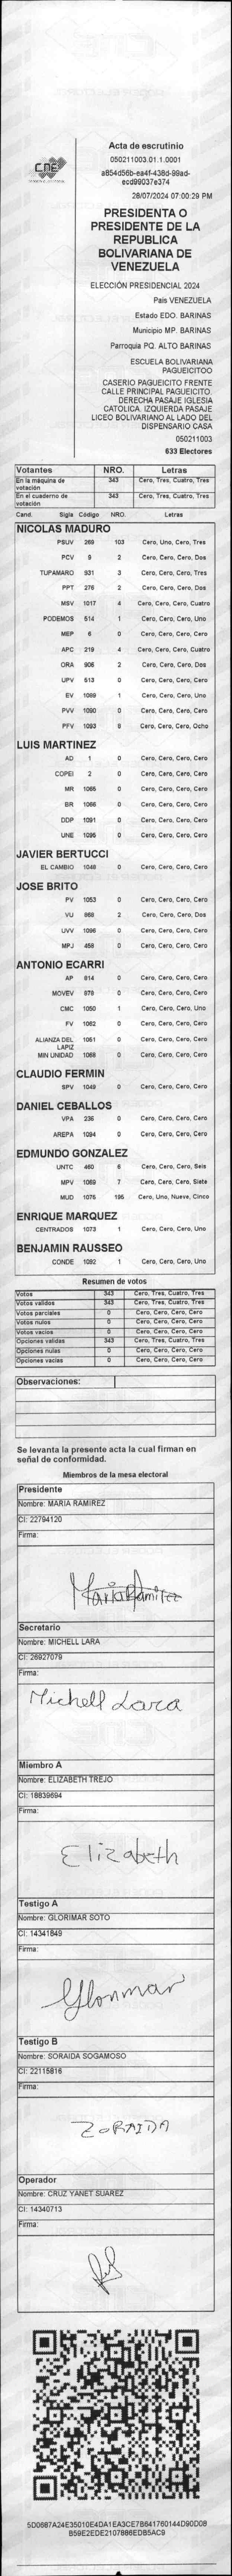 CNE
Acta de escrutinio
050211003.01.1.0001
a854d56b-ea4f-438d-99ad-
ecd99037e374
28/07/2024 07:00:29 PM
PRESIDENTA O
PRESIDENTE DE LA
REPUBLICA
BOLIVARIANA DE
VENEZUELA
ELECCIÓN PRESIDENCIAL 2024
País VENEZUELA
Estado EDO. BARINAS
Municipio MP. BARINAS
Parroquia PQ. ALTO BARINAS
ESCUELA BOLIVARIANA
PAGUEICITOO
CASERIO PAGUEICITO FRENTE
CALLE PRINCIPAL PAGUEICITO.
DERECHA PASAJE IGLESIA
CATOLICA. IZQUIERDA PASAJE
LICEO BOLIVARIANO AL LADO DEL
DISPENSARIO CASA
050211003
633 Electores
Votantes NRO. Letras
En la máquina de votación 343 Cero, Tres, Cuatro, Tres
En el cuaderno de votación 343 Cero, Tres, Cuatro, Tres
Cand. Sigla Código NRO. Letras
NICOLAS MADURO
PSUV 269 103 Cero, Uno, Cero, Tres
PCV 9 2 Cero, Cero, Cero, Dos
TUPAMARO 931 3 Cero, Cero, Cero, Tres
PPT 276 2 Cero, Cero, Cero, Dos
MSV 1017 4 Cero, Cero, Cero, Cuatro
PODEMOS 514 1 Cero, Cero, Cero, Uno
MEP 6 0 Cero, Cero, Cero, Cero
APC 219 4 Cero, Cero, Cero, Cuatro
ORA 906 2 Cero, Cero, Cero, Dos
UPV 613 0 Cero, Cero, Cero, Cero
EV 1099 1 Cero, Cero, Cero, Uno
PVV 1090 0 Cero, Cero, Cero, Cero
PFV 1093 8 Cero, Cero, Cero, Ocho
LUIS MARTINEZ
AD 1 0 Cero, Cero, Cero, Cero
COPEI 2 0 Cero, Cero, Cero, Cero
MR 1065 0 Cero, Cero, Cero, Cero
BR 1066 0 Cero, Cero, Cero, Cero
DDP 1091 0 Cero, Cero, Cero, Cero
UNE 1095 0 Cero, Cero, Cero, Cero
JAVIER BERTUCCI
EL CAMBIO 1048 0 Cero, Cero, Cero, Cero
JOSE BRITO
PV 1053 0 Cero, Cero, Cero, Cero
VU 868 2 Cero, Cero, Cero, Dos
UVV 1096 0 Cero, Cero, Cero, Cero
MPJ 458 0 Cero, Cero, Cero, Cero
ANTONIO ECARRI
AP 814 0 Cero, Cero, Cero, Cero
MOVEV 979 0 Cero, Cero, Cero, Cero
CMC 1050 1 Cero, Cero, Cero, Uno
FV 1062 0 Cero, Cero, Cero, Cero
ALIANZA DEL LAPIZ 1061 0 Cero, Cero, Cero, Cero
MIN UNIDAD 1068 0 Cero, Cero, Cero, Cero
CLAUDIO FERMIN
SPV 1049 0 Cero, Cero, Cero, Cero
DANIEL CEBALLOS
VPA 236 0 Cero, Cero, Cero, Cero
AREPA 1094 0 Cero, Cero, Cero, Cero
EDMUNDO GONZALEZ
UNTC 460 6 Cero, Cero, Cero, Seis
MPV 1069 7 Cero, Cero, Cero, Siete
MUD 1075 195 Cero, Uno, Nueve, Cinco
ENRIQUE MARQUEZ
CENTRADOS 1073 1 Cero, Cero, Cero, Uno
BENJAMIN RAUSSEO
CONDE 1092 1 Cero, Cero, Cero, Uno
Resumen de votos
Votos 343 Cero, Tres, Cuatro, Tres
Votos validos 343 Cero, Tres, Cuatro, Tres
Votos parciales 0 Cero, Cero, Cero, Cero
Votos nulos 0 Cero, Cero, Cero, Cero
Votos vacios 0 Cero, Cero, Cero, Cero
Opciones validas 343 Cero, Tres, Cuatro, Tres
Opciones nulas 0 Cero, Cero, Cero, Cero
Opciones vacias 0 Cero, Cero, Cero, Cero
Observaciones:
Se levanta la presente acta la cual firman en
señal de conformidad.
Miembros de la mesa electoral
Presidente
Nombre: MARIA RAMIREZ
CI: 22794120
Firma:
Maria Ramirez
Secretario
Nombre: MICHELL LARA
CI: 26927079
Firma:
Michell Lara
Miembro A
Nombre: ELIZABETH TREJO
CI: 18839694
Firma:
Elizabeth
Testigo A
Nombre: GLORIMAR SOTO
CI: 14341849
Firma:
Glorimar
Testigo B
Nombre: SORAIDA SOGAMOSO
CI: 22115816
Firma:
ZORAIDA
Operador
Nombre: CRUZ YANET SUAREZ
CI: 14340713
Firma:
5D0687A24E35010E4DA1EA3CE7B641760144D90D08
B59E2EDE2107886EDB5AC9